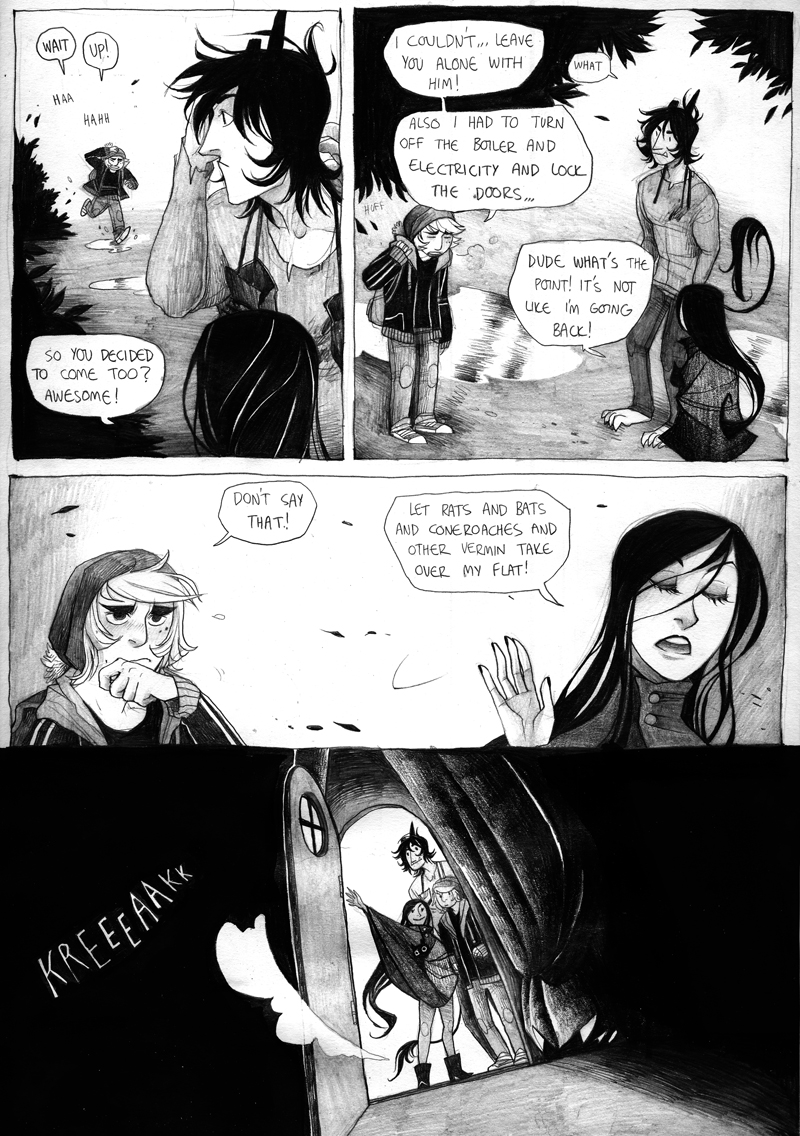 WAIT
UP!
HAA
HAHH
SO YOU DECIDED
TO COME TOO?
AWESOME!
I COULDN'T... LEAVE
YOU ALONE WITH
HIM!
WHAT
ALSO I HAD TO TURN
OFF THE BOILER AND
ELECTRICITY AND LOCK
THE DOORS...
HUFF
DUDE WHAT'S THE
POINT! IT'S NOT
LIKE I'M GOING
BACK!
DON'T SAY
THAT!
LET RATS AND BATS
AND CONEROACHES AND
OTHER VERMIN TAKE
OVER MY FLAT!
KREEEAAKK